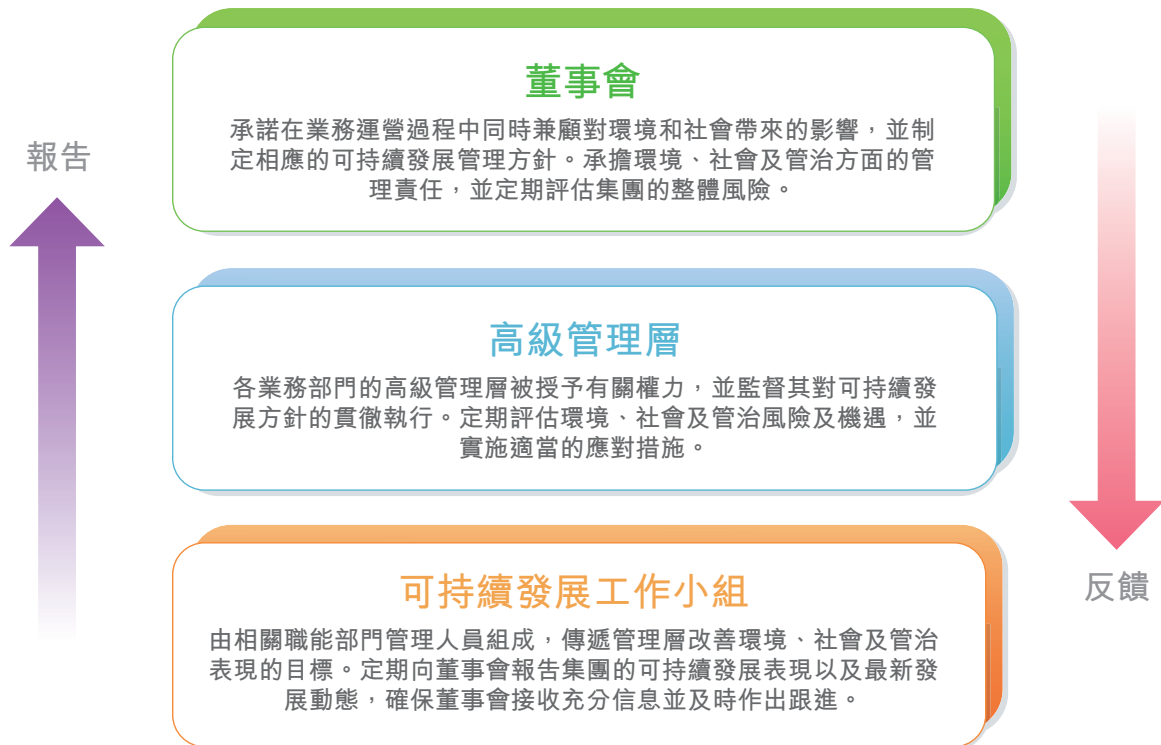 董事會
承諾在業務運營過程中同時兼顧對環境和社會帶來的影響，並制
定相應的可持續發展管理方針。承擔環境、社會及管治方面的管
理責任，並定期評估集團的整體風險。
報告
高級管理層
各業務部門的高級管理層被授予有關權力，並監督其對可持續發
展方針的貫徹執行。定期評估環境、社會及管治風險及機遇，並
實施適當的應對措施。
可持續發展工作小組
由相關職能部門管理人員組成，傳遞管理層改善環境、社會及管治
表現的目標。定期向董事會報告集團的可持續發展表現以及最新發
展動態，確保董事會接收充分信息並及時作出跟進。
反饋